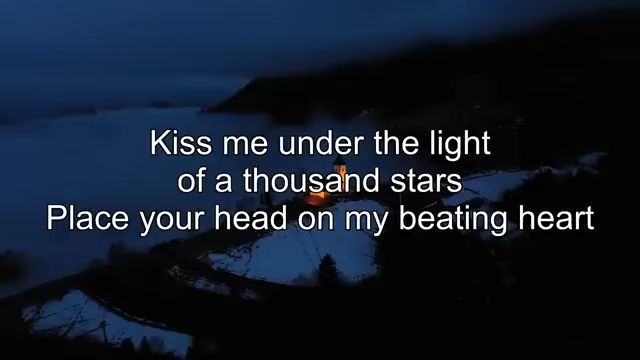 Kiss me under the light
of a thousand stars
Place your head on my beating heart